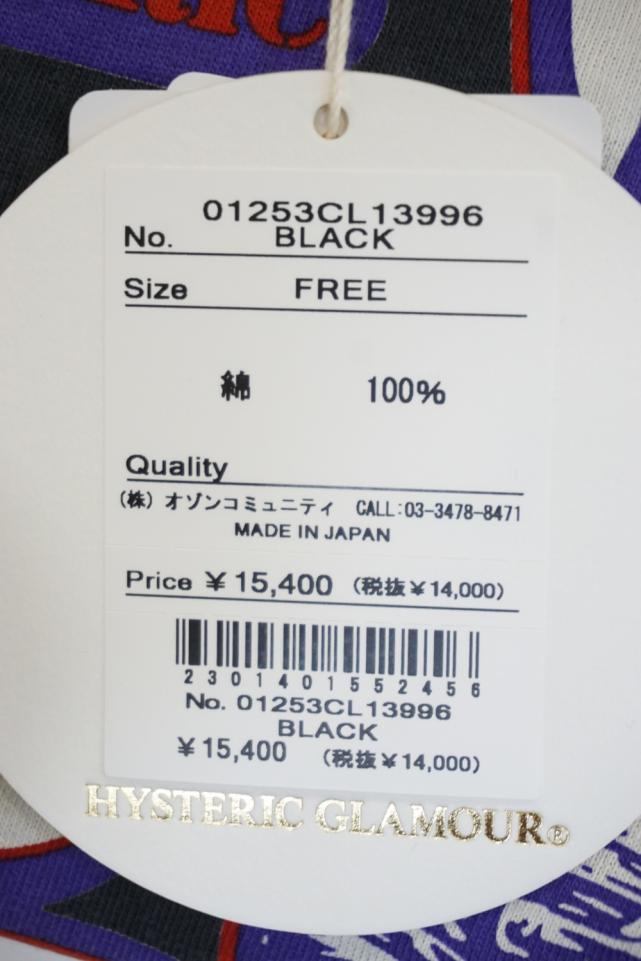 01253CL13996
No. BLACK
Size FREE
綿 100%
Quality
(株) オゾンコミュニティ CALL:03-3478-8471
MADE IN JAPAN
Price ¥15,400 (税抜¥14,000)
2301401552456
No. 01253CL13996
BLACK
¥15,400 (税抜¥14,000)
HYSTERIC GLAMOUR®